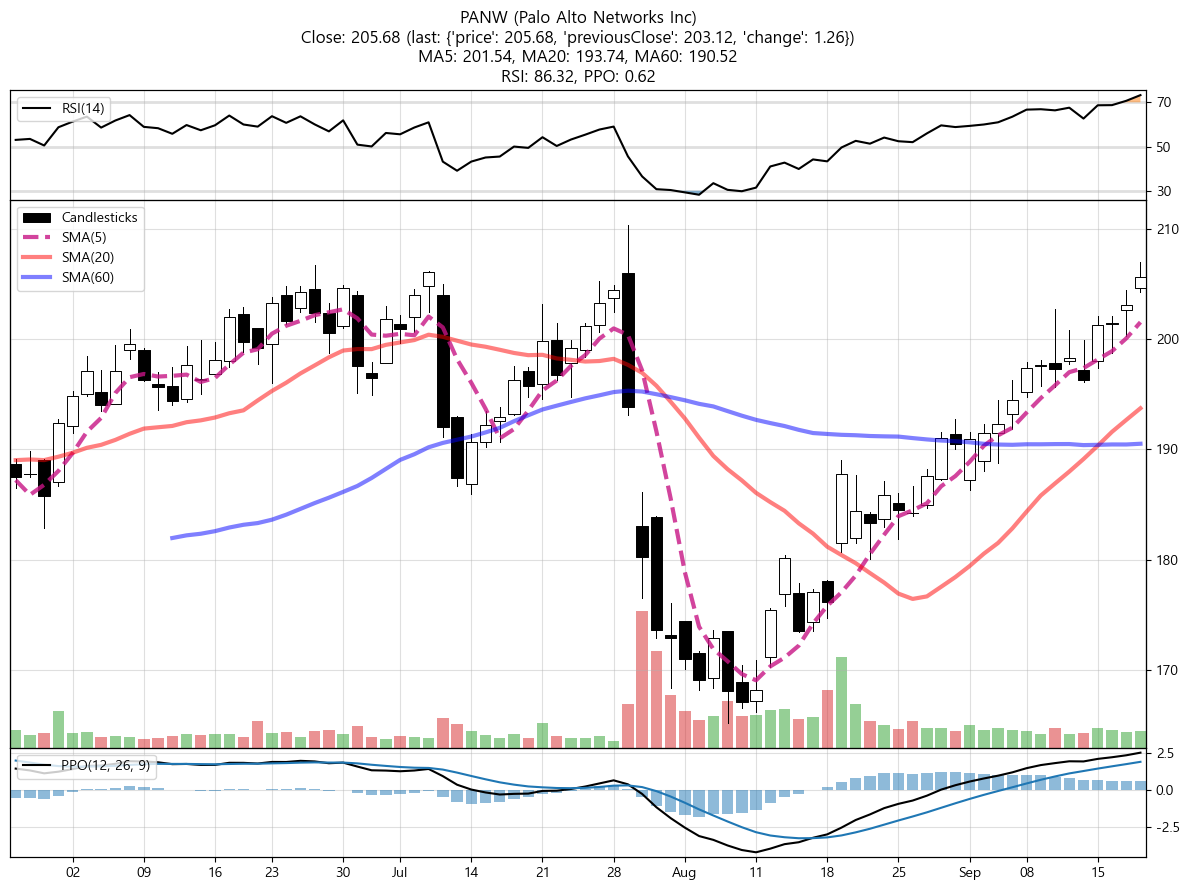 PANW (Palo Alto Networks Inc)
Close: 205.68 (last: {'price': 205.68, 'previousClose': 203.12, 'change': 1.26})
MA5: 201.54, MA20: 193.74, MA60: 190.52
RSI: 86.32, PPO: 0.62
RSI(14)
70
50
30
Candlesticks
SMA(5)
SMA(20)
SMA(60)
210
200
190
180
170
PPO(12, 26, 9)
2.5
0.0
−2.5
02 09 16 23 30 Jul 14 21 28 Aug 11 18 25 Sep 08 15